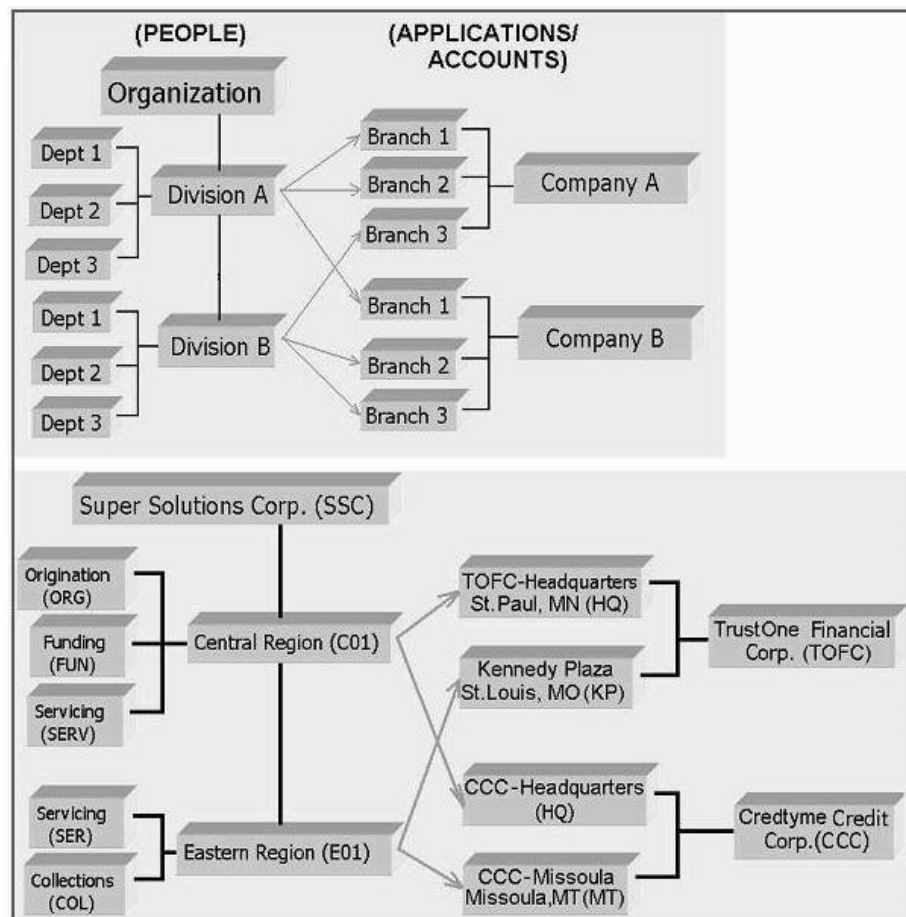 (PEOPLE)
(APPLICATIONS/
ACCOUNTS)
Organization
Dept 1
Dept 2
Dept 3
Division A
Branch 1
Branch 2
Branch 3
Company A
Dept 1
Dept 2
Dept 3
Division B
Branch 1
Branch 2
Branch 3
Company B
Super Solutions Corp. (SSC)
Origination
(ORG)
Funding
(FUN)
Servicing
(SERV)
Central Region (C01)
TOFC-Headquarters
St.Paul, MN (HQ)
Kennedy Plaza
St.Louis, MO (KP)
TrustOne Financial
Corp. (TOFC)
Servicing
(SER)
Collections
(COL)
Eastern Region (E01)
CCC-Headquarters
(HQ)
CCC-Missoula
Missoula,MT(MT)
Credtyme Credit
Corp.(CCC)